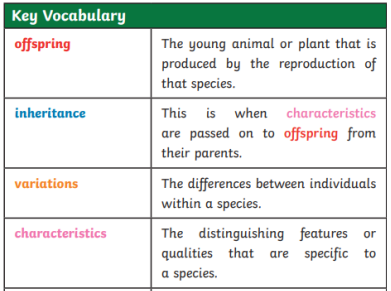 Key Vocabulary
offspring
The young animal or plant that is
produced by the reproduction of
that species.
inheritance
This is when characteristics
are passed on to offspring from
their parents.
variations
The differences between individuals
within a species.
characteristics
The distinguishing features or
qualities that are specific to
a species.